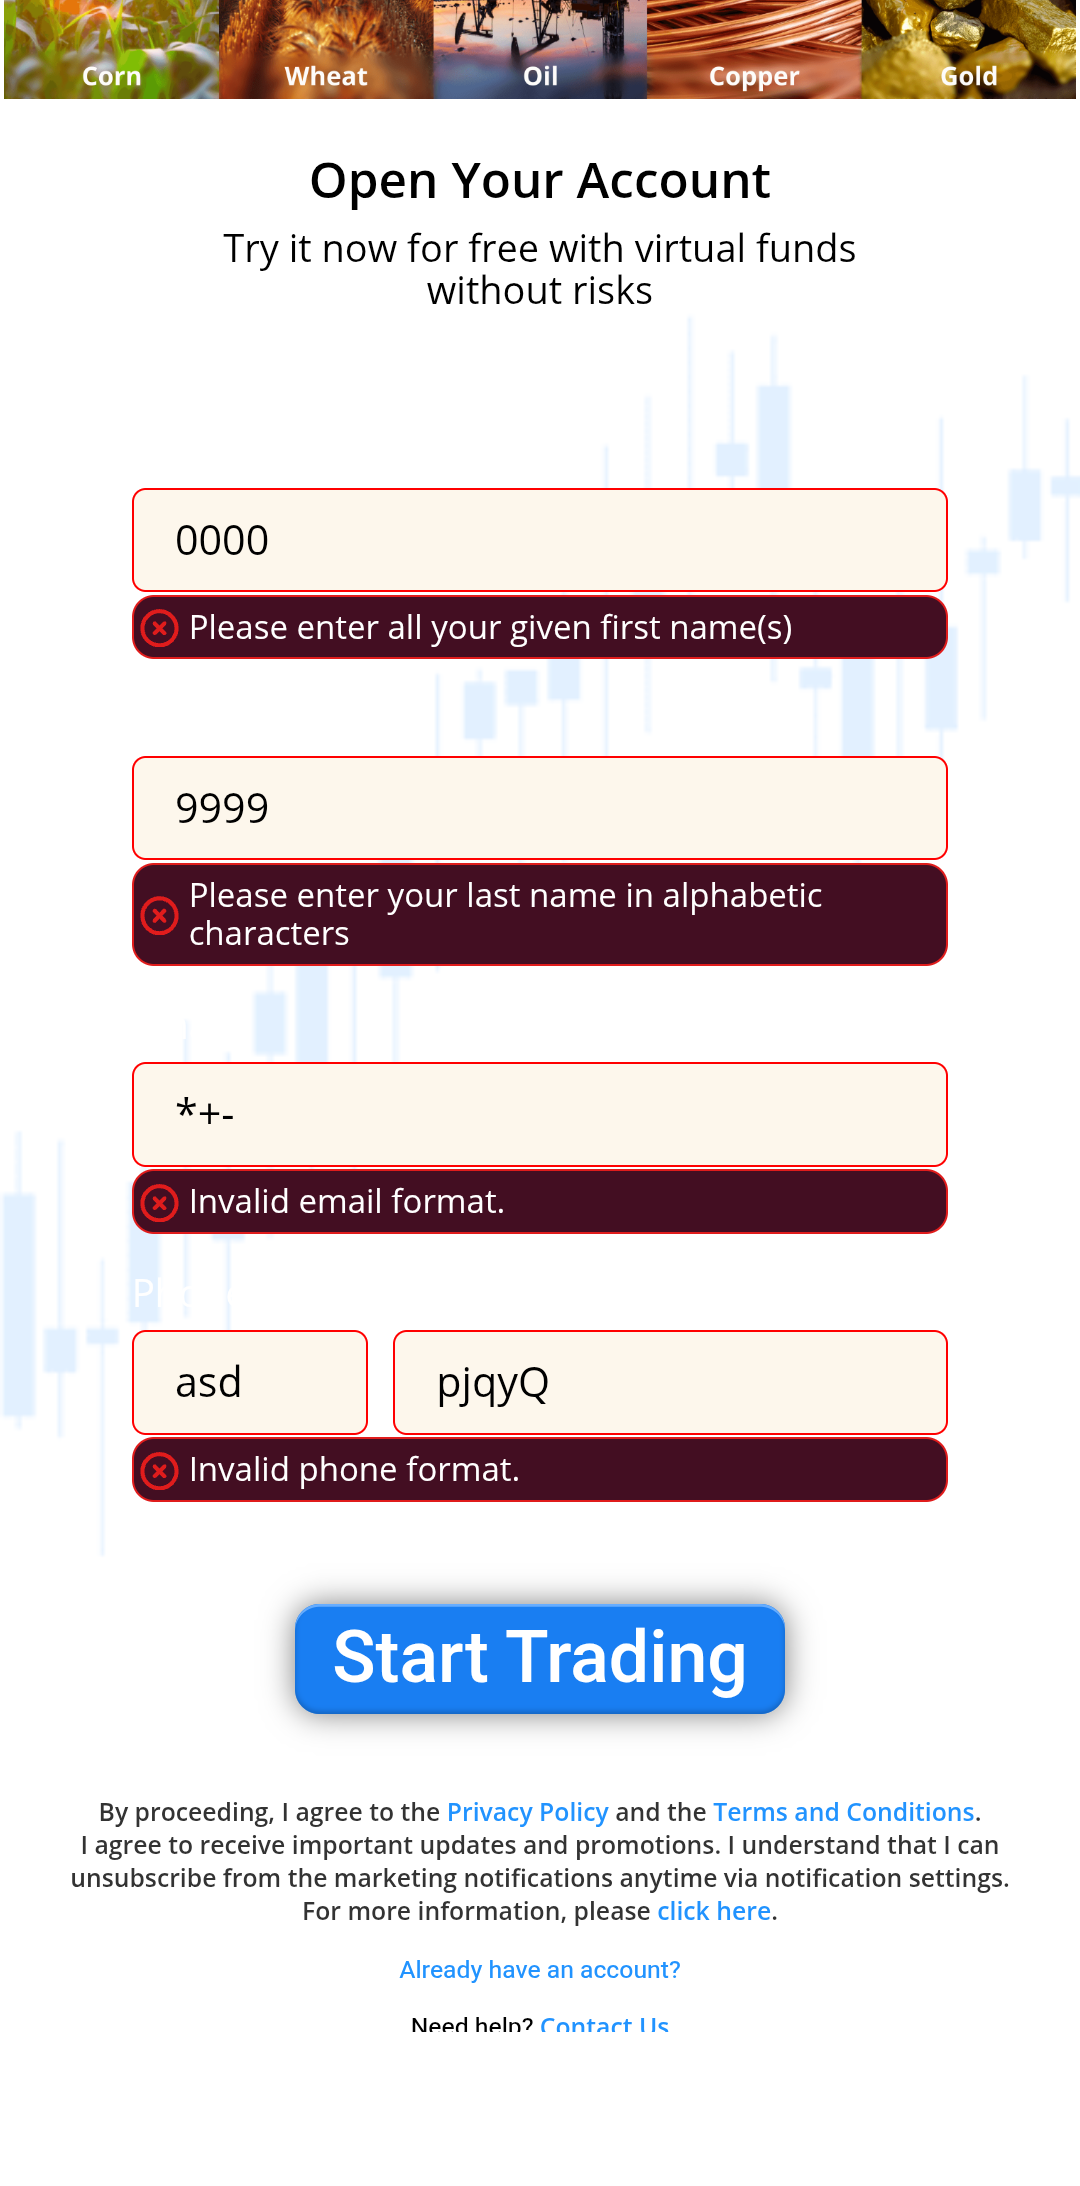 Corn Wheat Oil Copper Gold
Open Your Account
Try it now for free with virtual funds
without risks
0000
Please enter all your given first name(s)
9999
Please enter your last name in alphabetic
characters
*+-
Invalid email format.
asd pjqyQ
Invalid phone format.
Start Trading
By proceeding, I agree to the Privacy Policy and the Terms and Conditions.
I agree to receive important updates and promotions. I understand that I can
unsubscribe from the marketing notifications anytime via notification settings.
For more information, please click here.
Already have an account?
Need help? Contact Us